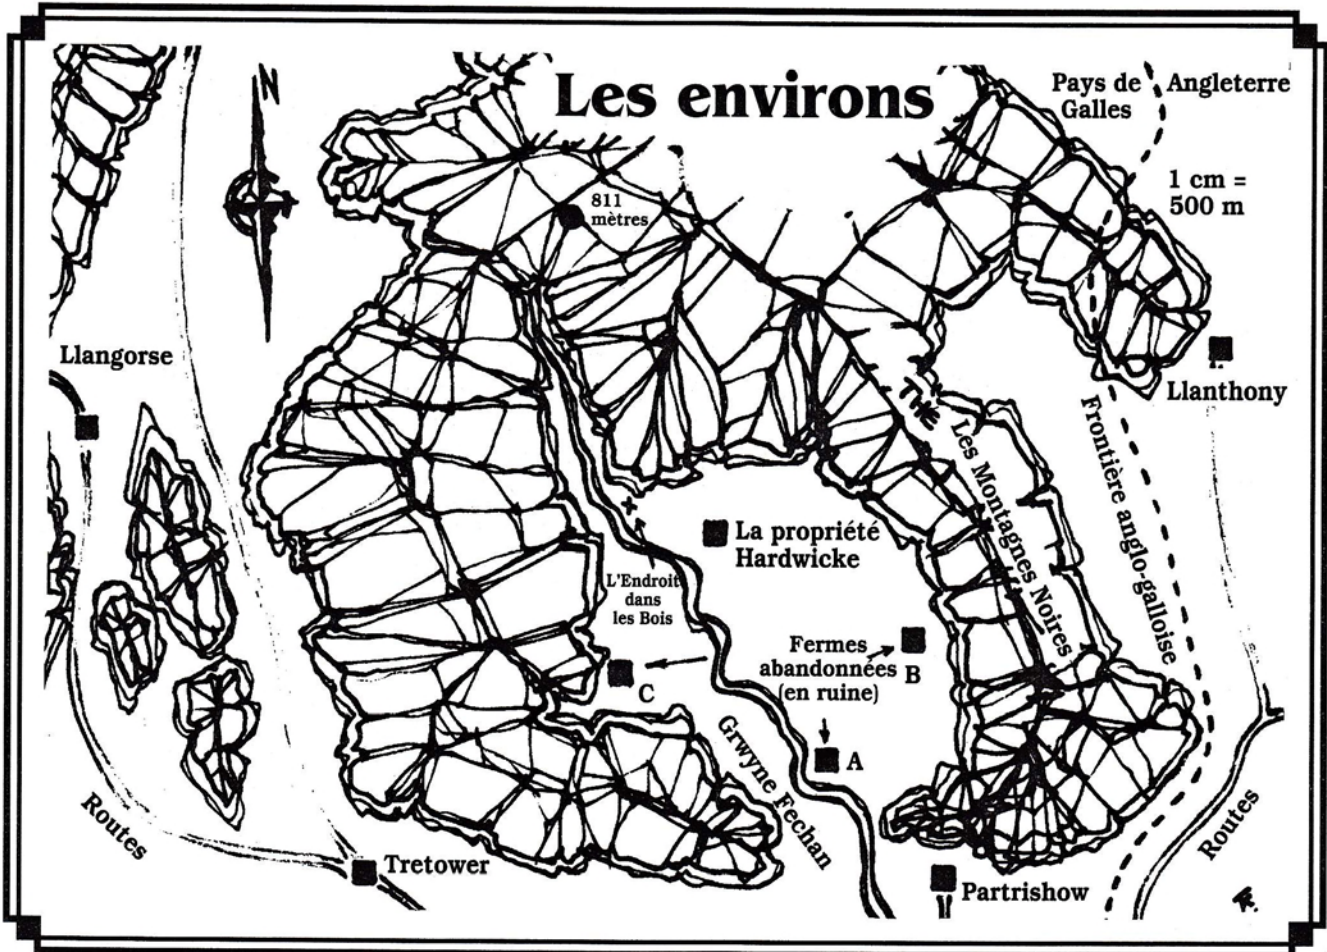 Les environs
N
Pays de
Galles
Angleterre
1 cm =
500 m
811
mètres
Llangorse
Llanthony
THE
Les Montagnes Noires
Frontière anglo-galloise
La propriété
Hardwicke
L'Endroit
dans
les Bois
Fermes
abandonnées
(en ruine)
B
C
A
Grwyne Fechan
Routes
Routes
Tretower
Partrishow